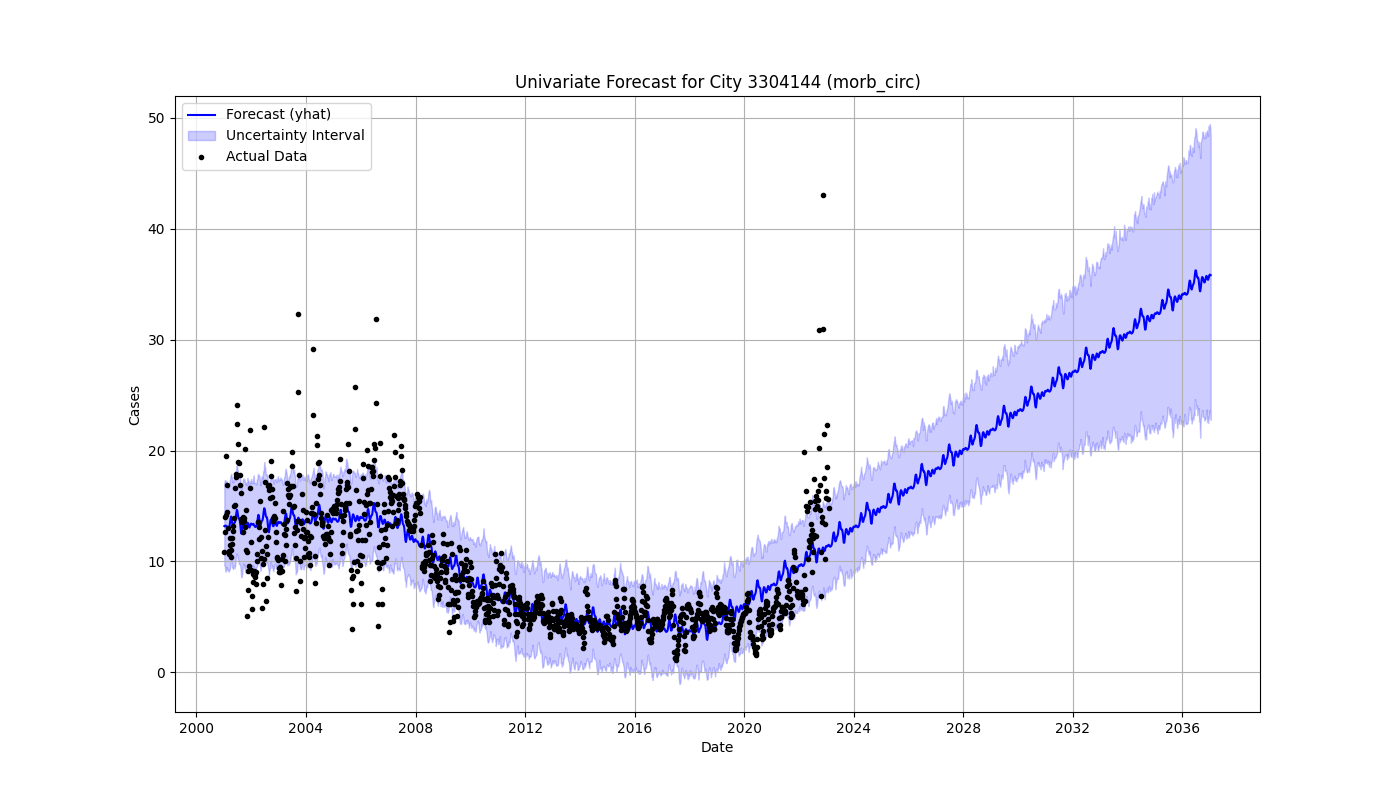 Univariate Forecast for City 3304144 (morb_circ)
Forecast (yhat)
Uncertainty Interval
Actual Data
Cases
50
40
30
20
10
0
2000 2004 2008 2012 2016 2020 2024 2028 2032 2036
Date